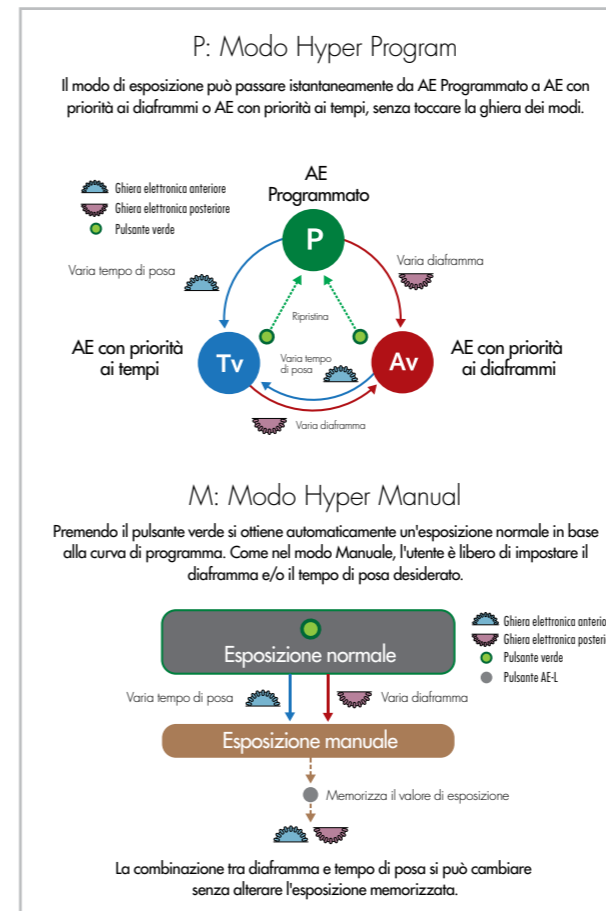 P: Modo Hyper Program
Il modo di esposizione può passare istantaneamente da AE Programmato a AE con
priorità ai diaframmi o AE con priorità ai tempi, senza toccare la ghiera dei modi.
AE
Programmato
Ghiera elettronica anteriore
Ghiera elettronica posteriore
Pulsante verde
P
Varia tempo di posa
Varia diaframma
Ripristina
AE con priorità
ai tempi
Tv
Varia tempo
di posa
Av
AE con priorità
ai diaframmi
Varia diaframma
M: Modo Hyper Manual
Premendo il pulsante verde si ottiene automaticamente un'esposizione normale in base
alla curva di programma. Come nel modo Manuale, l'utente è libero di impostare il
diaframma e/o il tempo di posa desiderato.
Esposizione normale
Ghiera elettronica anterio
Ghiera elettronica posteri
Pulsante verde
Pulsante AE-L
Varia tempo di posa
Varia diaframma
Esposizione manuale
Memorizza il valore di esposizione
La combinazione tra diaframma e tempo di posa si può cambiare
senza alterare l'esposizione memorizzata.